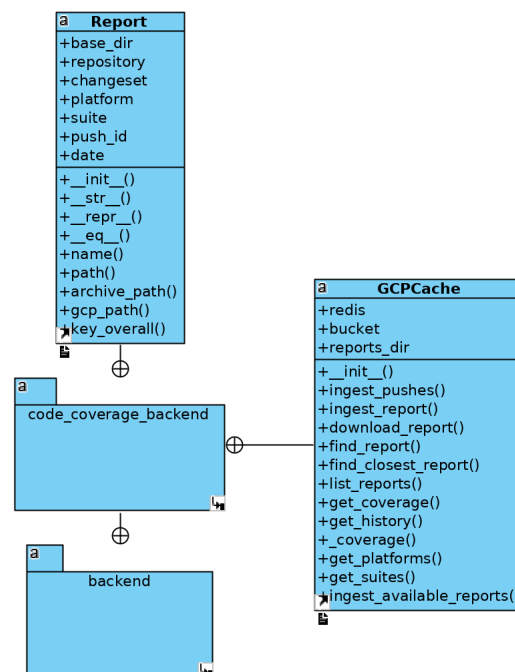 a
Report
+base_dir
+repository
+changeset
+platform
+suite
+push_id
+date
+__init__()
+__str__()
+__repr__()
+__eq__()
+name()
+path()
+archive_path()
+gcp_path()
+key_overall()
a
code_coverage_backend
a
backend
a
GCPCache
+redis
+bucket
+reports_dir
+__init__()
+ingest_pushes()
+ingest_report()
+download_report()
+find_report()
+find_closest_report()
+list_reports()
+get_coverage()
+get_history()
+_coverage()
+get_platforms()
+get_suites()
+ingest_available_reports(